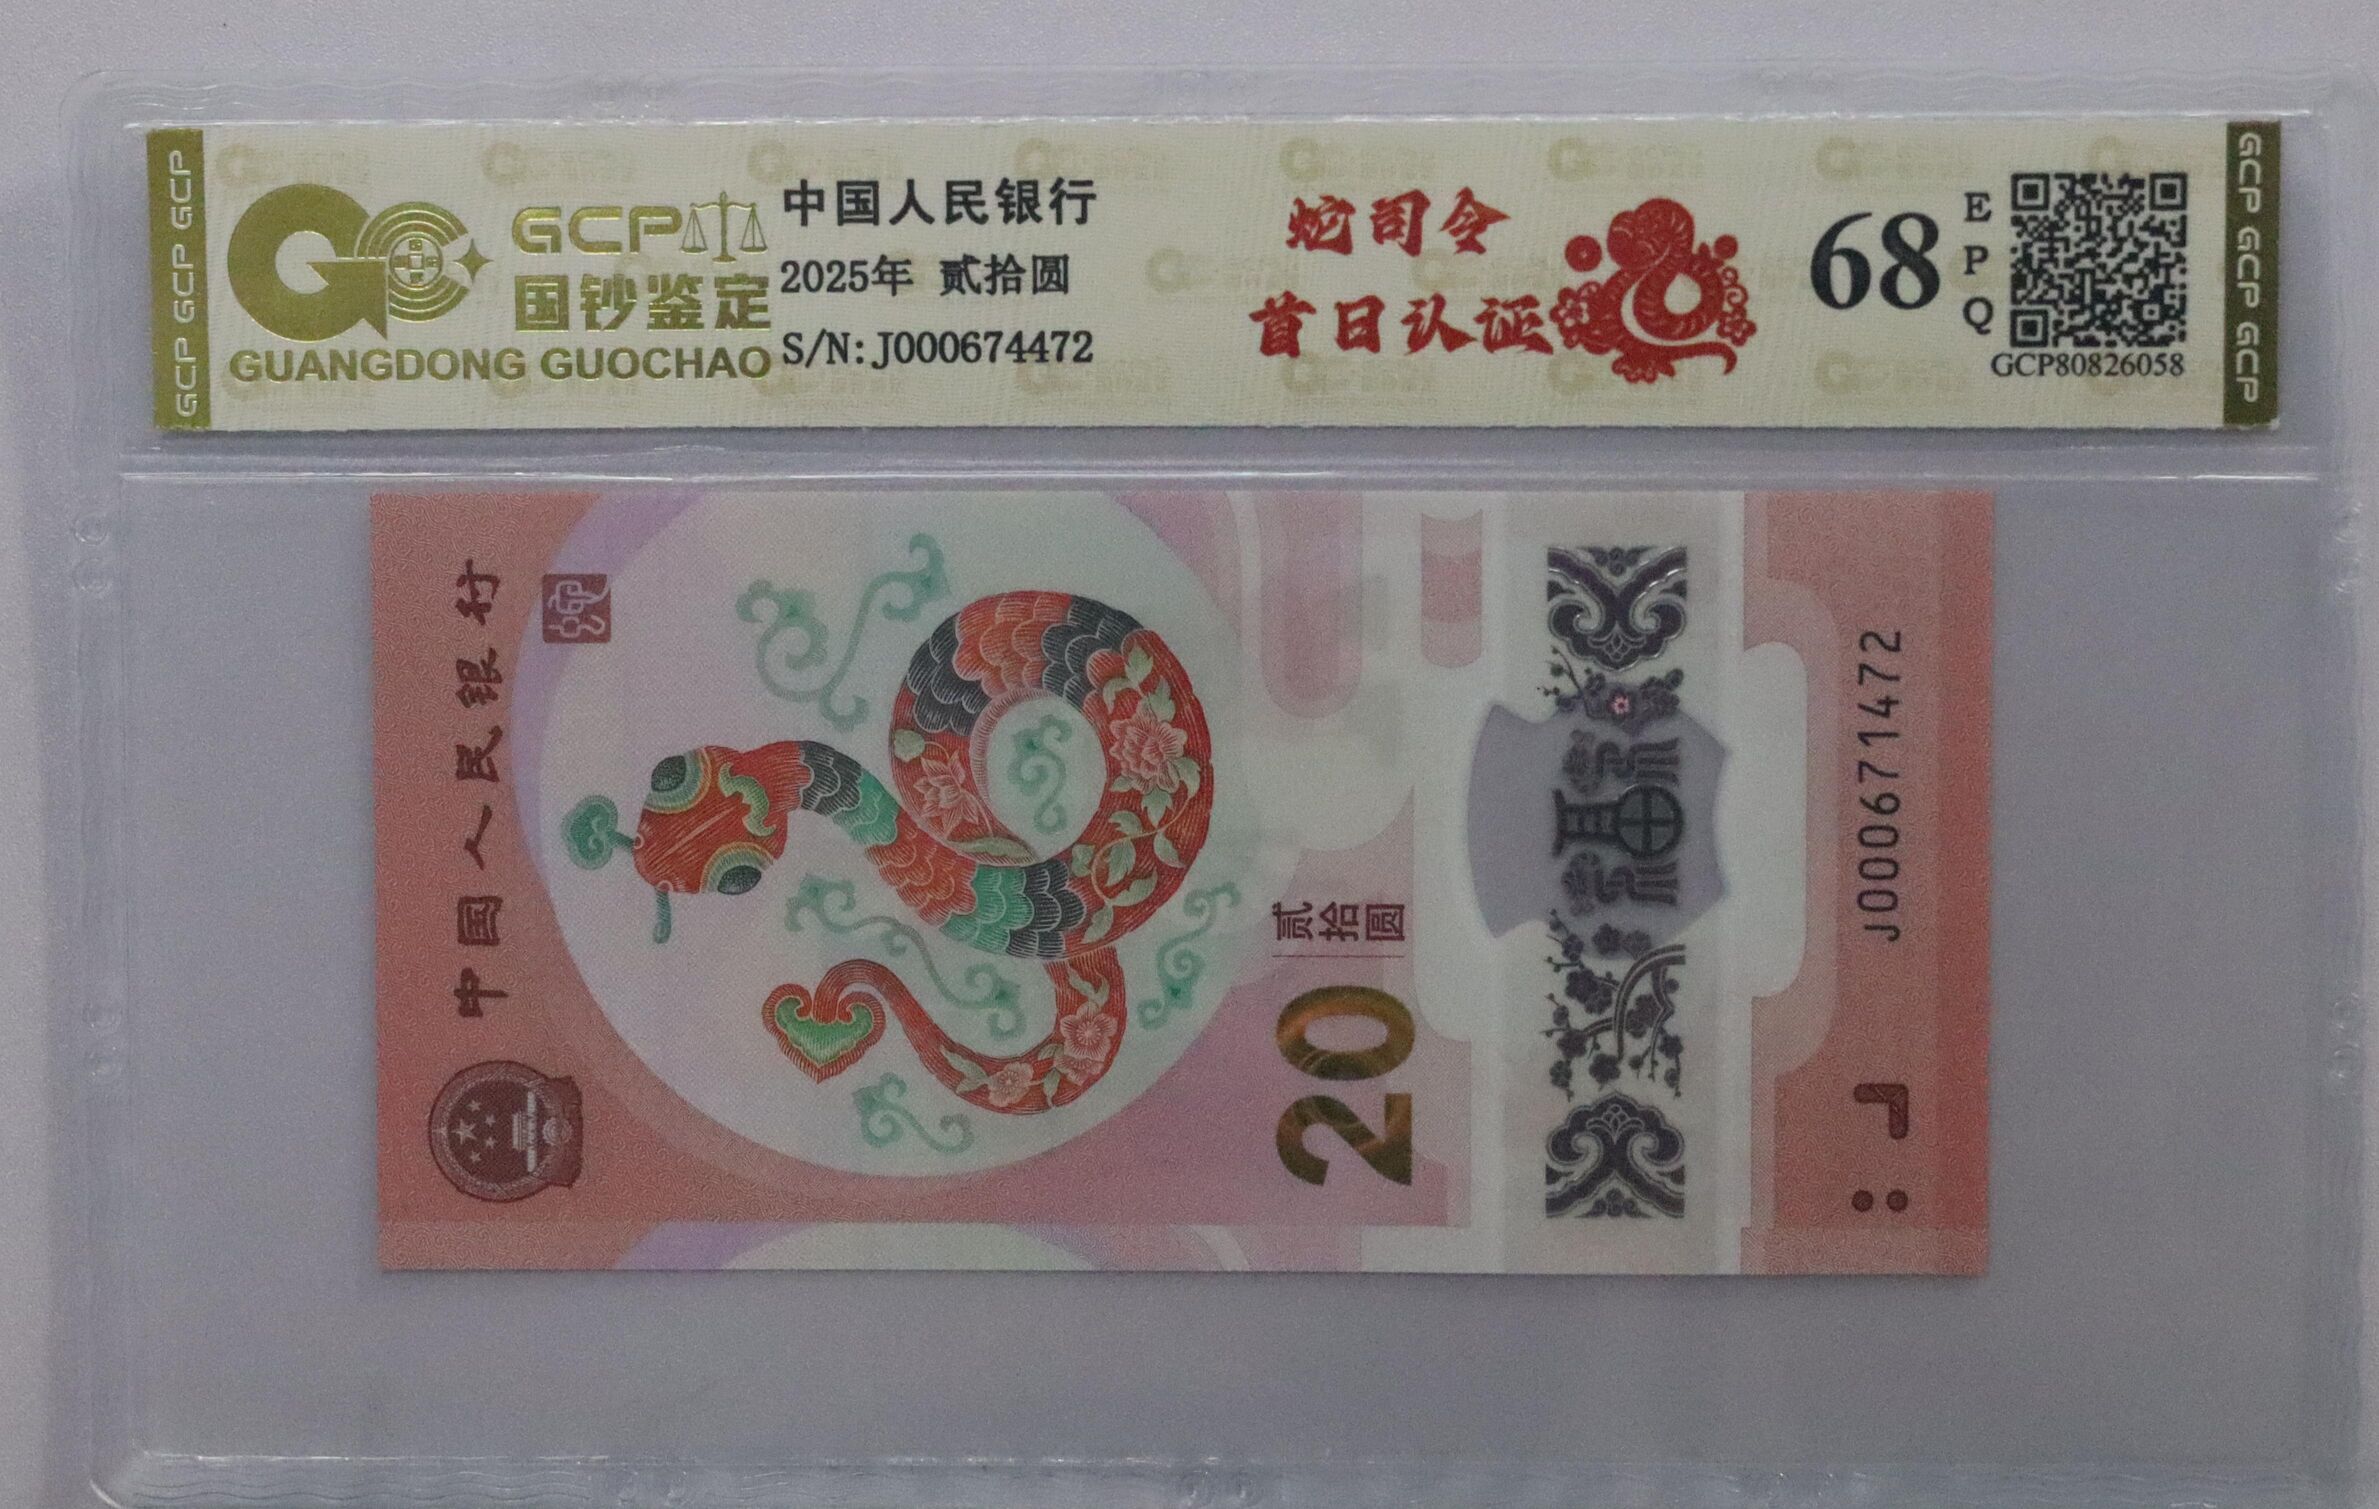 GCP GCP GCP
GCP
国钞鉴定
GUANGDONG GUOCHAO
中国人民银行
2025年 贰拾圆
S/N: J000674472
蛇司令
首日认证
68
EPQ
GCP80826058
GCP GCP GCP
中国人民银行
20
贰拾圆
福
J000671472